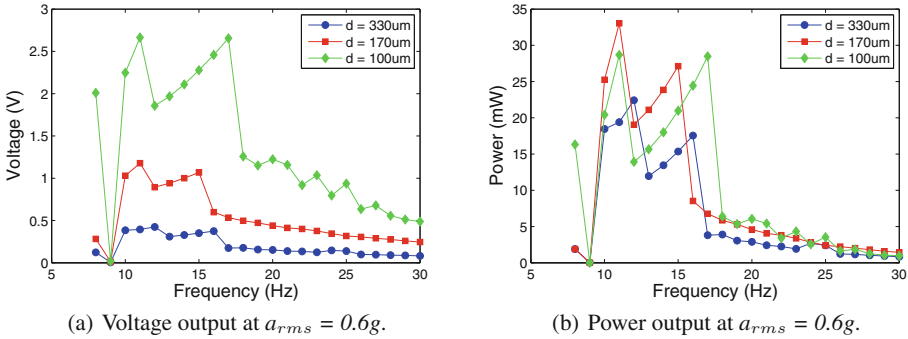 3
2.5
2
1.5
1
0.5
0
Voltage (V)
10 15 20 25 30
Frequency (Hz)
d = 330um
d = 170um
d = 100um
(a) Voltage output at a_rms = 0.6g.
35
30
25
20
15
10
5
0
Power (mW)
5 10 15 20 25 30
Frequency (Hz)
d = 330um
d = 170um
d = 100um
(b) Power output at a_rms = 0.6g.